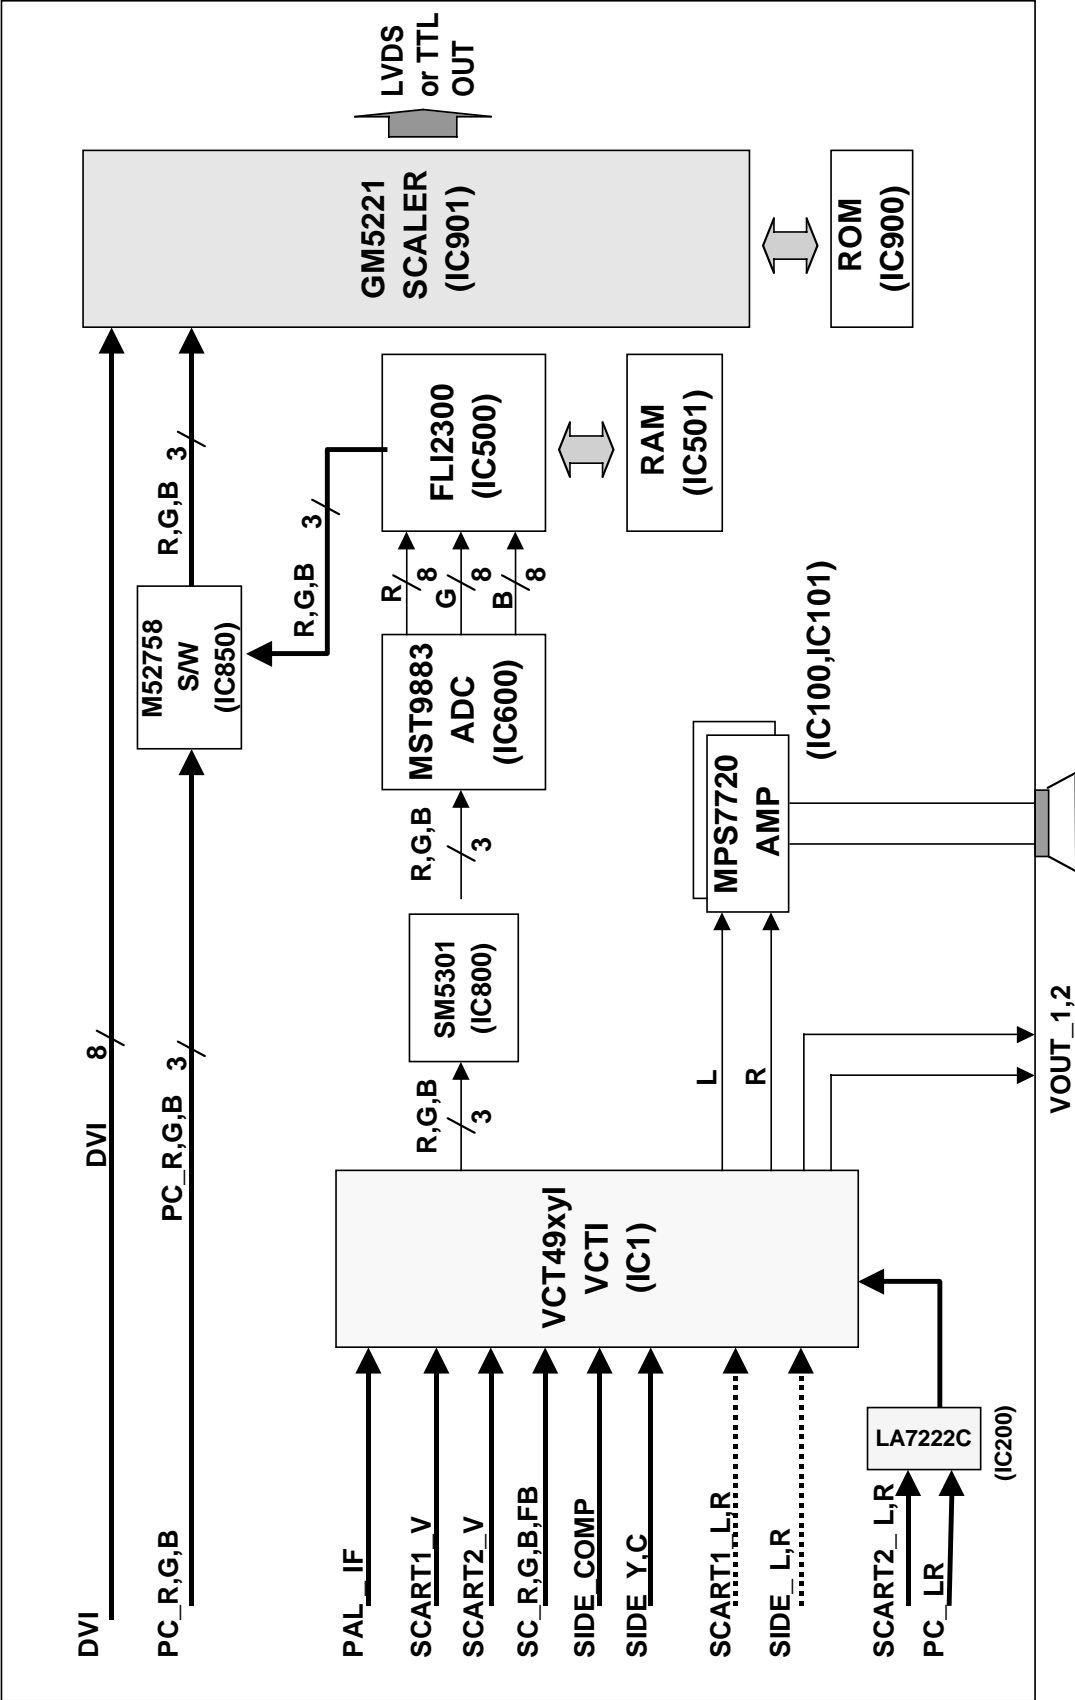 DVI
DVI
8
PC_R,G,B
PC_R,G,B
3
M52758
S/W
(IC850)
R,G,B
3
R,G,B
3
GM5221
SCALER
(IC901)
LVDS
or TTL
OUT
PAL_IF
SCART1_V
SCART2_V
SC_R,G,B,FB
SIDE_COMP
SIDE_Y,C
SCART1_L,R
SIDE_L,R
SCART2_L,R
PC_LR
LA7222C
(IC200)
VCT49xyI
VCTI
(IC1)
R,G,B
3
SM5301
(IC800)
R,G,B
3
MST9883
ADC
(IC600)
R
8
G
8
B
8
FLI2300
(IC500)
RAM
(IC501)
ROM
(IC900)
L
R
MPS7720
AMP
(IC100,IC101)
VOUT_1,2